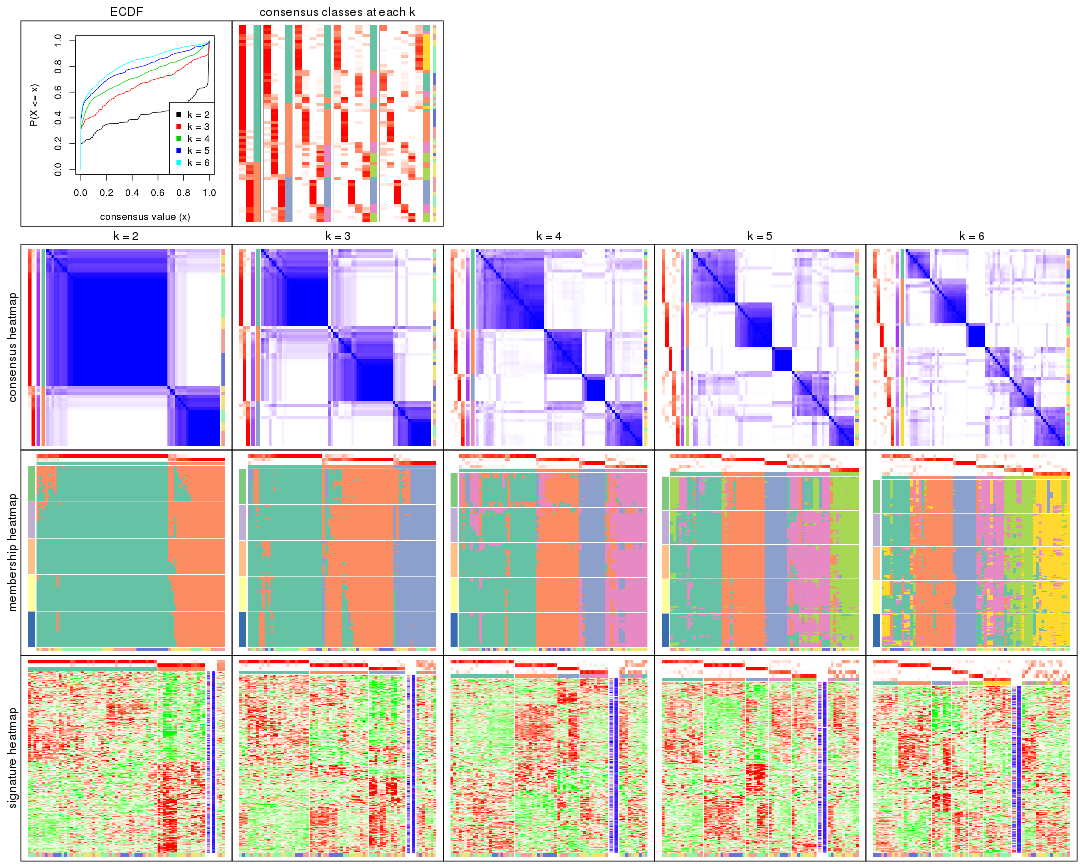 ECDF
consensus classes at each k
P(X <= x)
1.0
0.8
0.6
0.4
0.2
0.0
k = 2
k = 3
k = 4
k = 5
k = 6
0.0 0.2 0.4 0.6 0.8 1.0
consensus value (x)
k = 2
k = 3
k = 4
k = 5
k = 6
consensus heatmap
membership heatmap
signature heatmap